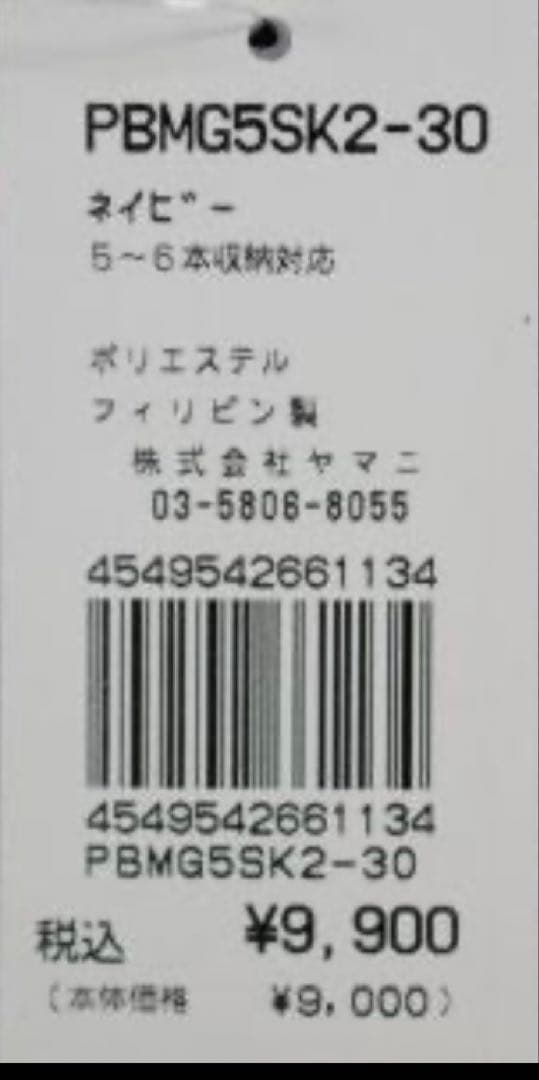 PBMG5SK2-30
ネイビー
5～6本収納対応
ポリエステル
フィリピン製
株式会社ヤマニ
03-5806-8055
4549542661134
4549542661134
PBMG5SK2-30
税込 ¥9,900
(本体価格 ¥9,000)